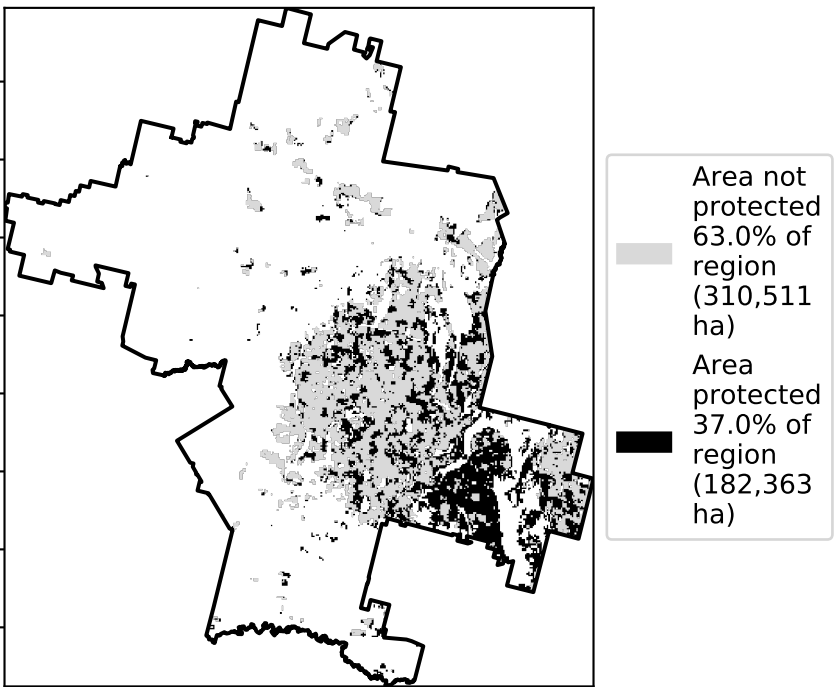 Area not
protected
63.0% of
region
(310,511
ha)
Area
protected
37.0% of
region
(182,363
ha)